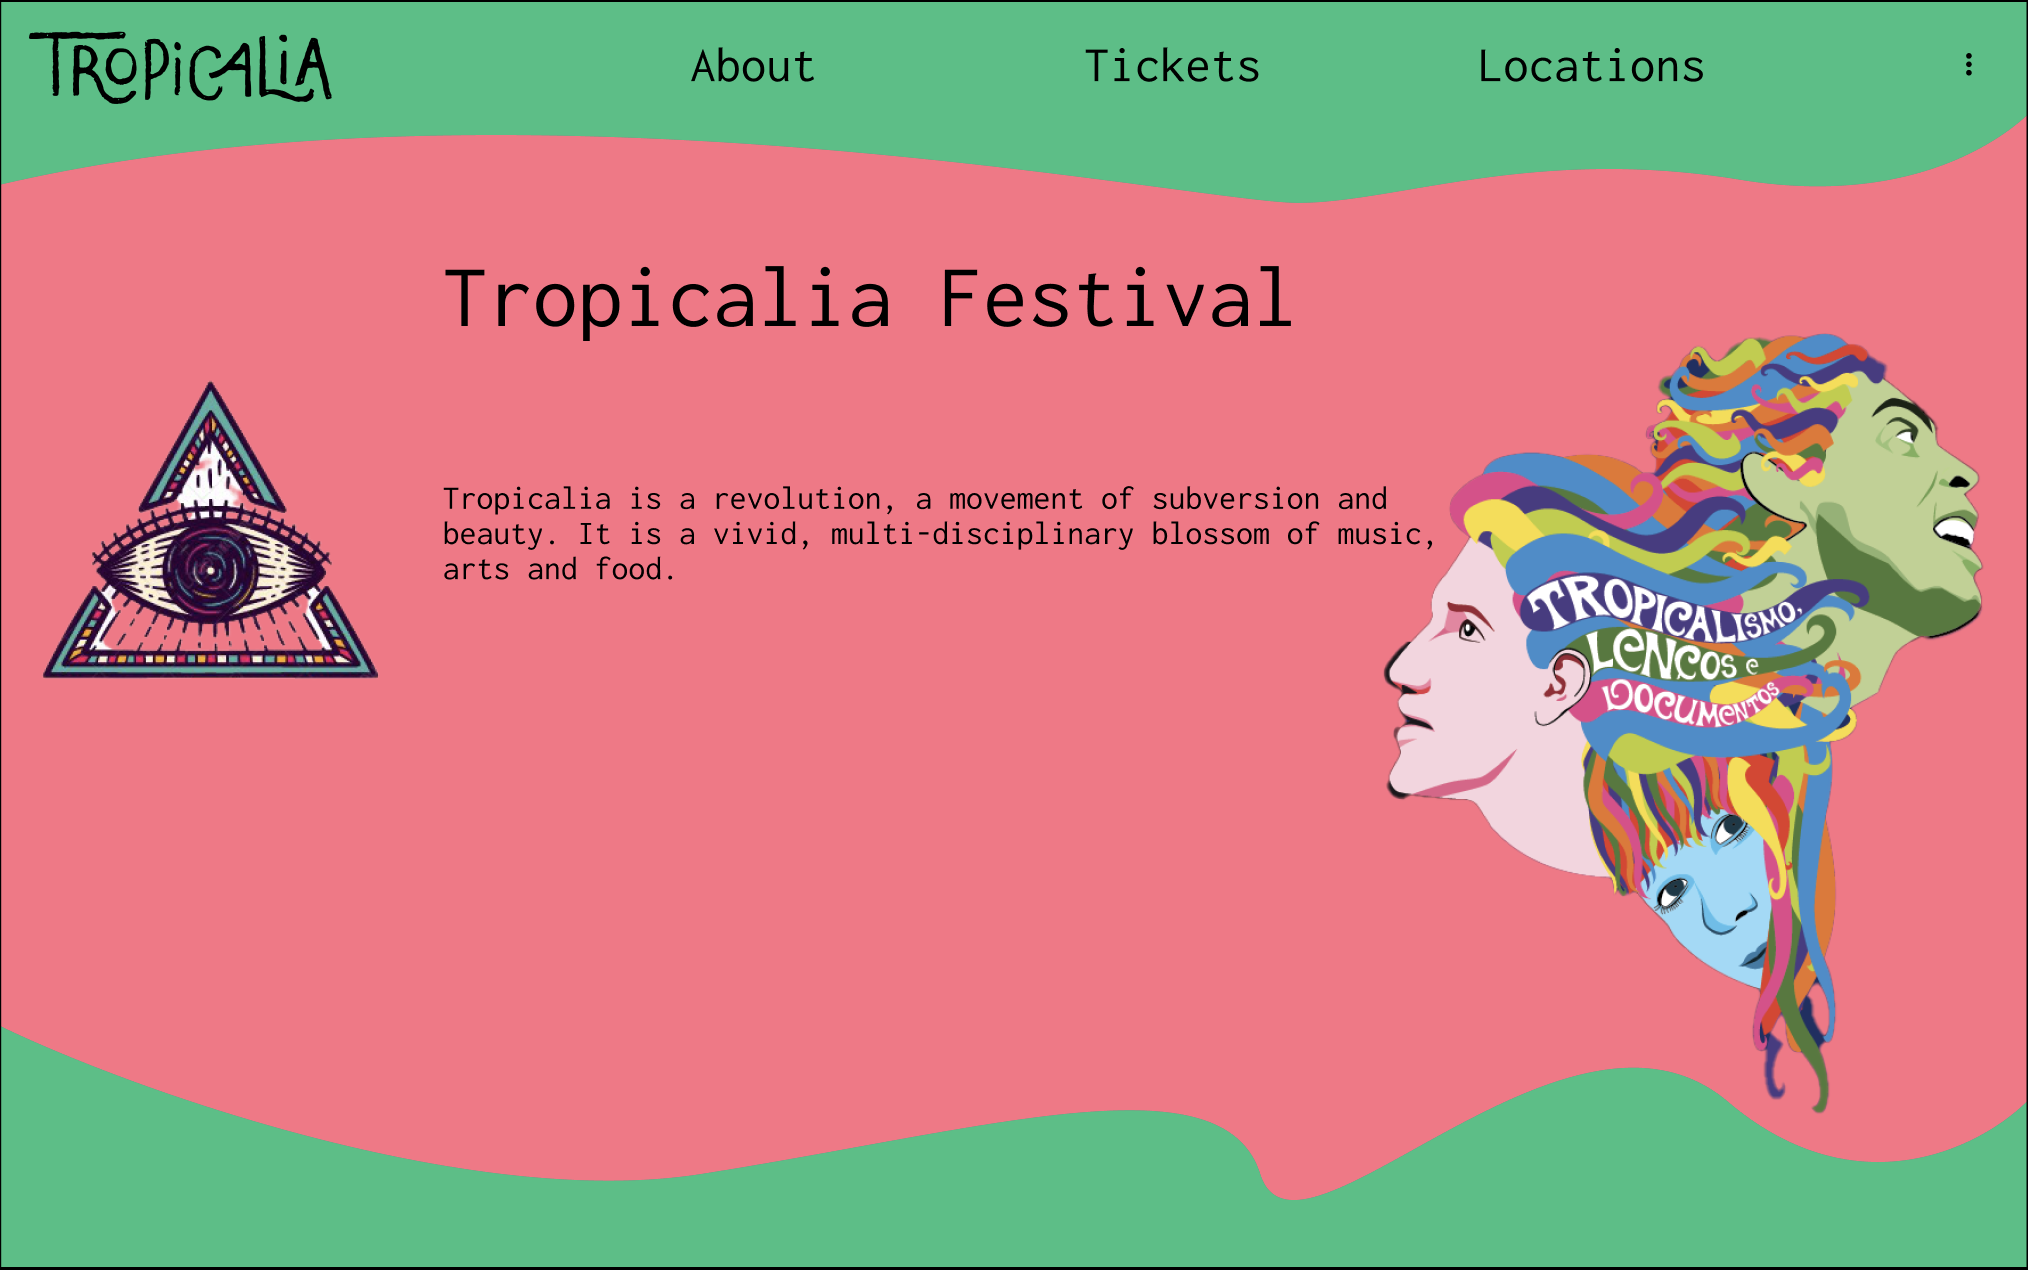 TROPiCALiA
About
Tickets
Locations
Tropicalia Festival
Tropicalia is a revolution, a movement of subversion and
beauty. It is a vivid, multi-disciplinary blossom of music,
arts and food.
TROPICALISMO,
LENCOS e
DOCUMENTOS